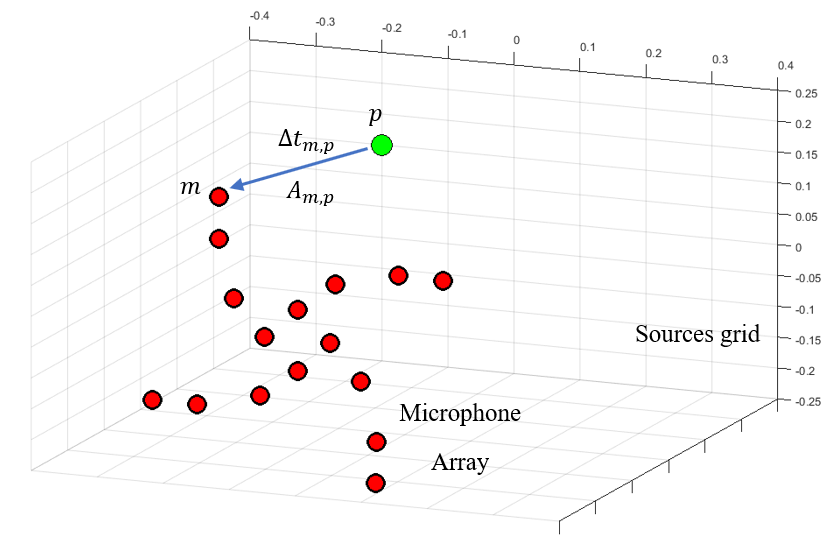 -0.4
-0.3
-0.2
-0.1
0
0.1
0.2
0.3
0.4
0.25
0.2
0.15
0.1
0.05
0
-0.05
-0.1
-0.15
-0.2
-0.25
p
Δt_{m,p}
m
A_{m,p}
Sources grid
Microphone
Array